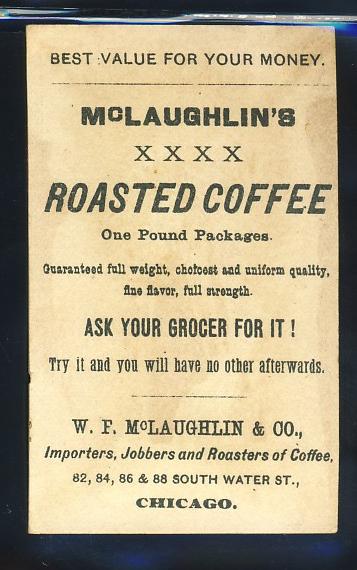 BEST VALUE FOR YOUR MONEY.
McLAUGHLIN'S
XXXX
ROASTED COFFEE
One Pound Packages.
Guaranteed full weight, choicest and uniform quality,
fine flavor, full strength.
ASK YOUR GROCER FOR IT!
Try it and you will have no other afterwards.
W. F. McLAUGHLIN & CO.,
Importers, Jobbers and Roasters of Coffee,
82, 84, 86 & 88 SOUTH WATER ST.,
CHICAGO.